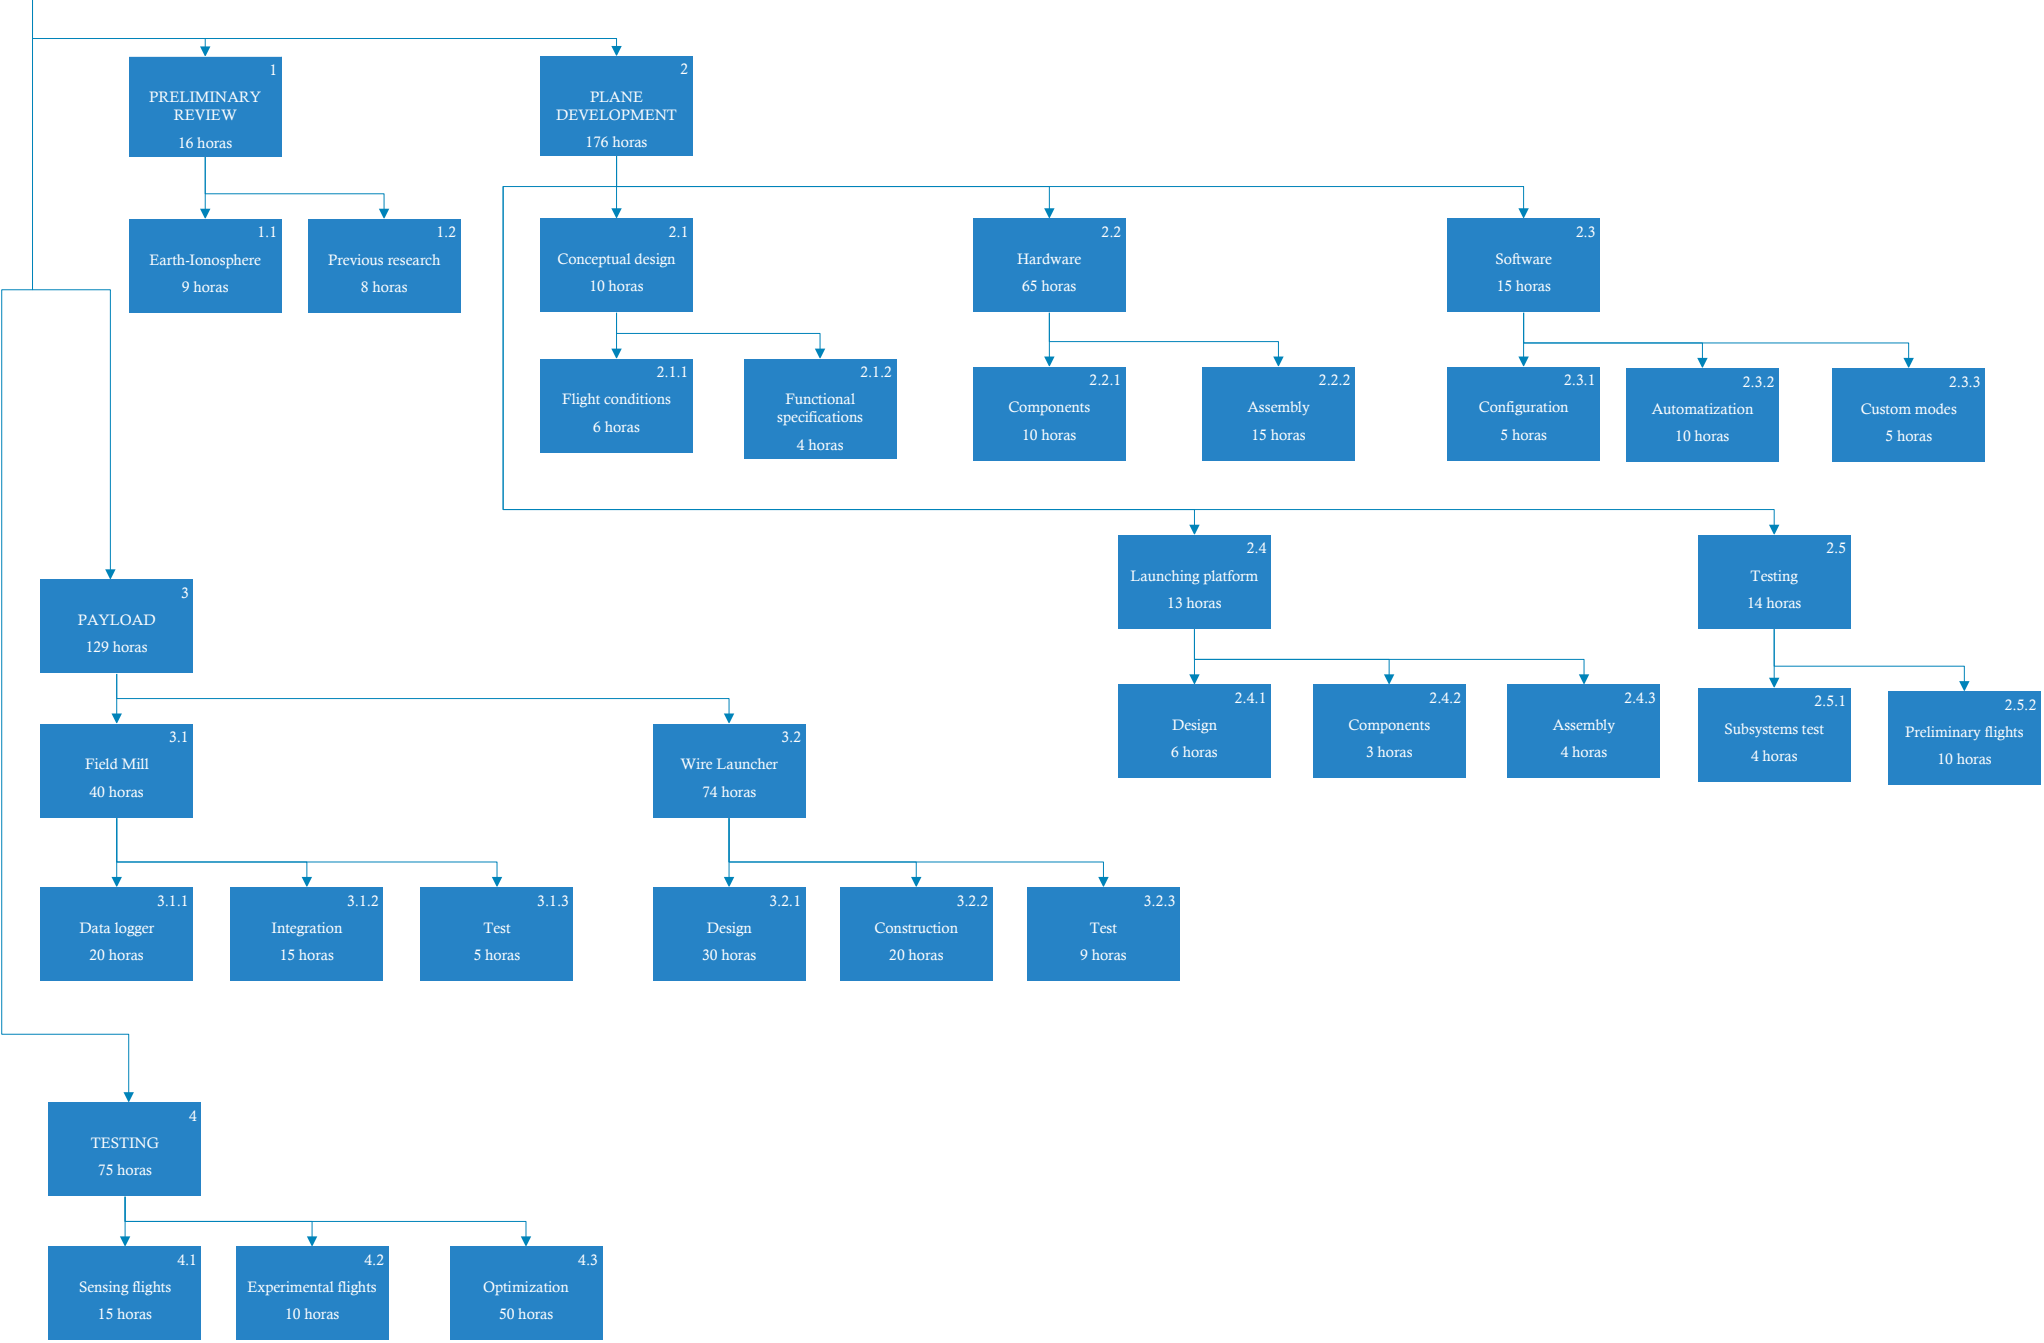 1
PRELIMINARY
REVIEW
16 horas
2
PLANE
DEVELOPMENT
176 horas
1.1
Earth-Ionosphere
9 horas
1.2
Previous research
8 horas
2.1
Conceptual design
10 horas
2.2
Hardware
65 horas
2.3
Software
15 horas
2.1.1
Flight conditions
6 horas
2.1.2
Functional
specifications
4 horas
2.2.1
Components
10 horas
2.2.2
Assembly
15 horas
2.3.1
Configuration
5 horas
2.3.2
Automatization
10 horas
2.3.3
Custom modes
5 horas
2.4
Launching platform
13 horas
2.5
Testing
14 horas
2.4.1
Design
6 horas
2.4.2
Components
3 horas
2.4.3
Assembly
4 horas
2.5.1
Subsystems test
4 horas
2.5.2
Preliminary flights
10 horas
3
PAYLOAD
129 horas
3.1
Field Mill
40 horas
3.2
Wire Launcher
74 horas
3.1.1
Data logger
20 horas
3.1.2
Integration
15 horas
3.1.3
Test
5 horas
3.2.1
Design
30 horas
3.2.2
Construction
20 horas
3.2.3
Test
9 horas
4
TESTING
75 horas
4.1
Sensing flights
15 horas
4.2
Experimental flights
10 horas
4.3
Optimization
50 horas